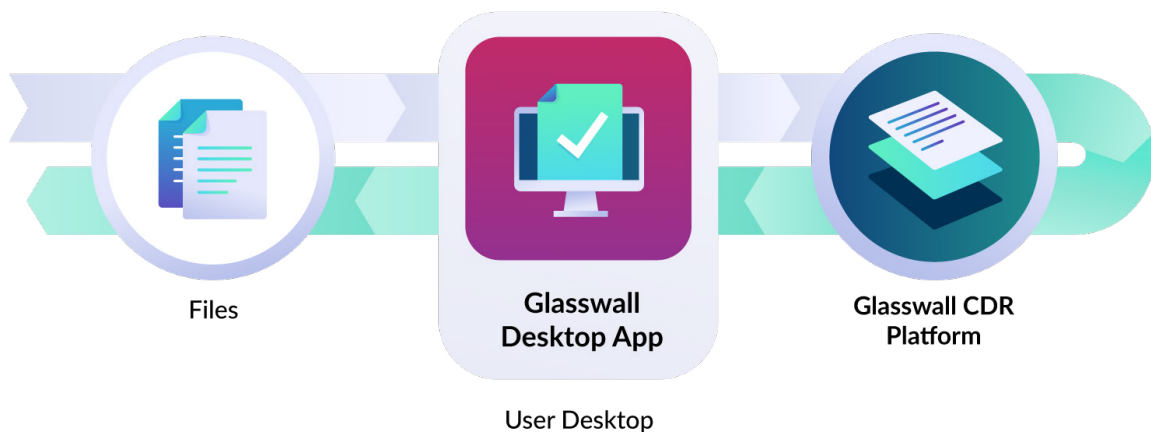 Files
Glasswall
Desktop App
Glasswall CDR
Platform
User Desktop